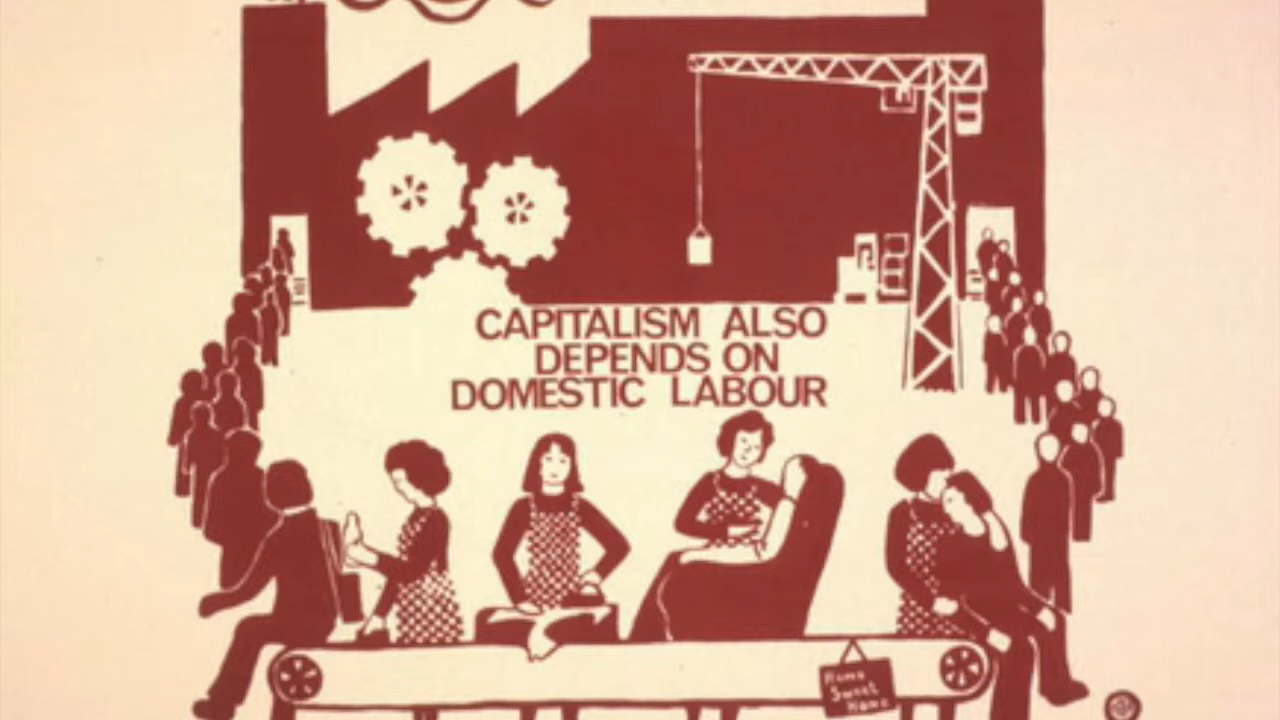 CAPITALISM ALSO
DEPENDS ON
DOMESTIC LABOUR
Home
Sweet
Home